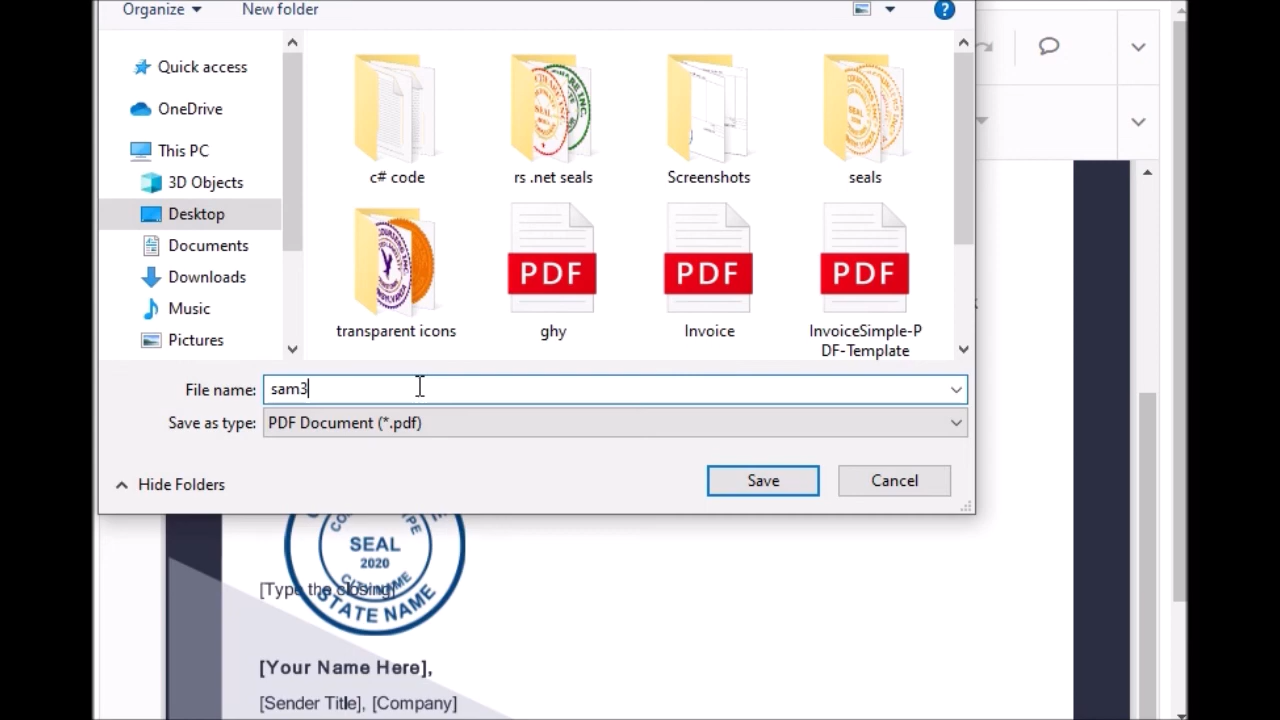 Organize
New folder
Quick access
OneDrive
This PC
3D Objects
Desktop
Documents
Downloads
Music
Pictures
c# code
rs .net seals
Screenshots
seals
transparent icons
PDF
ghy
PDF
Invoice
PDF
InvoiceSimple-P
DF-Template
File name: sam3
Save as type: PDF Document (*.pdf)
Hide Folders
Save
Cancel
SEAL
2020
CITY NAME
STATE NAME
[Type the closing]
[Your Name Here],
[Sender Title], [Company]